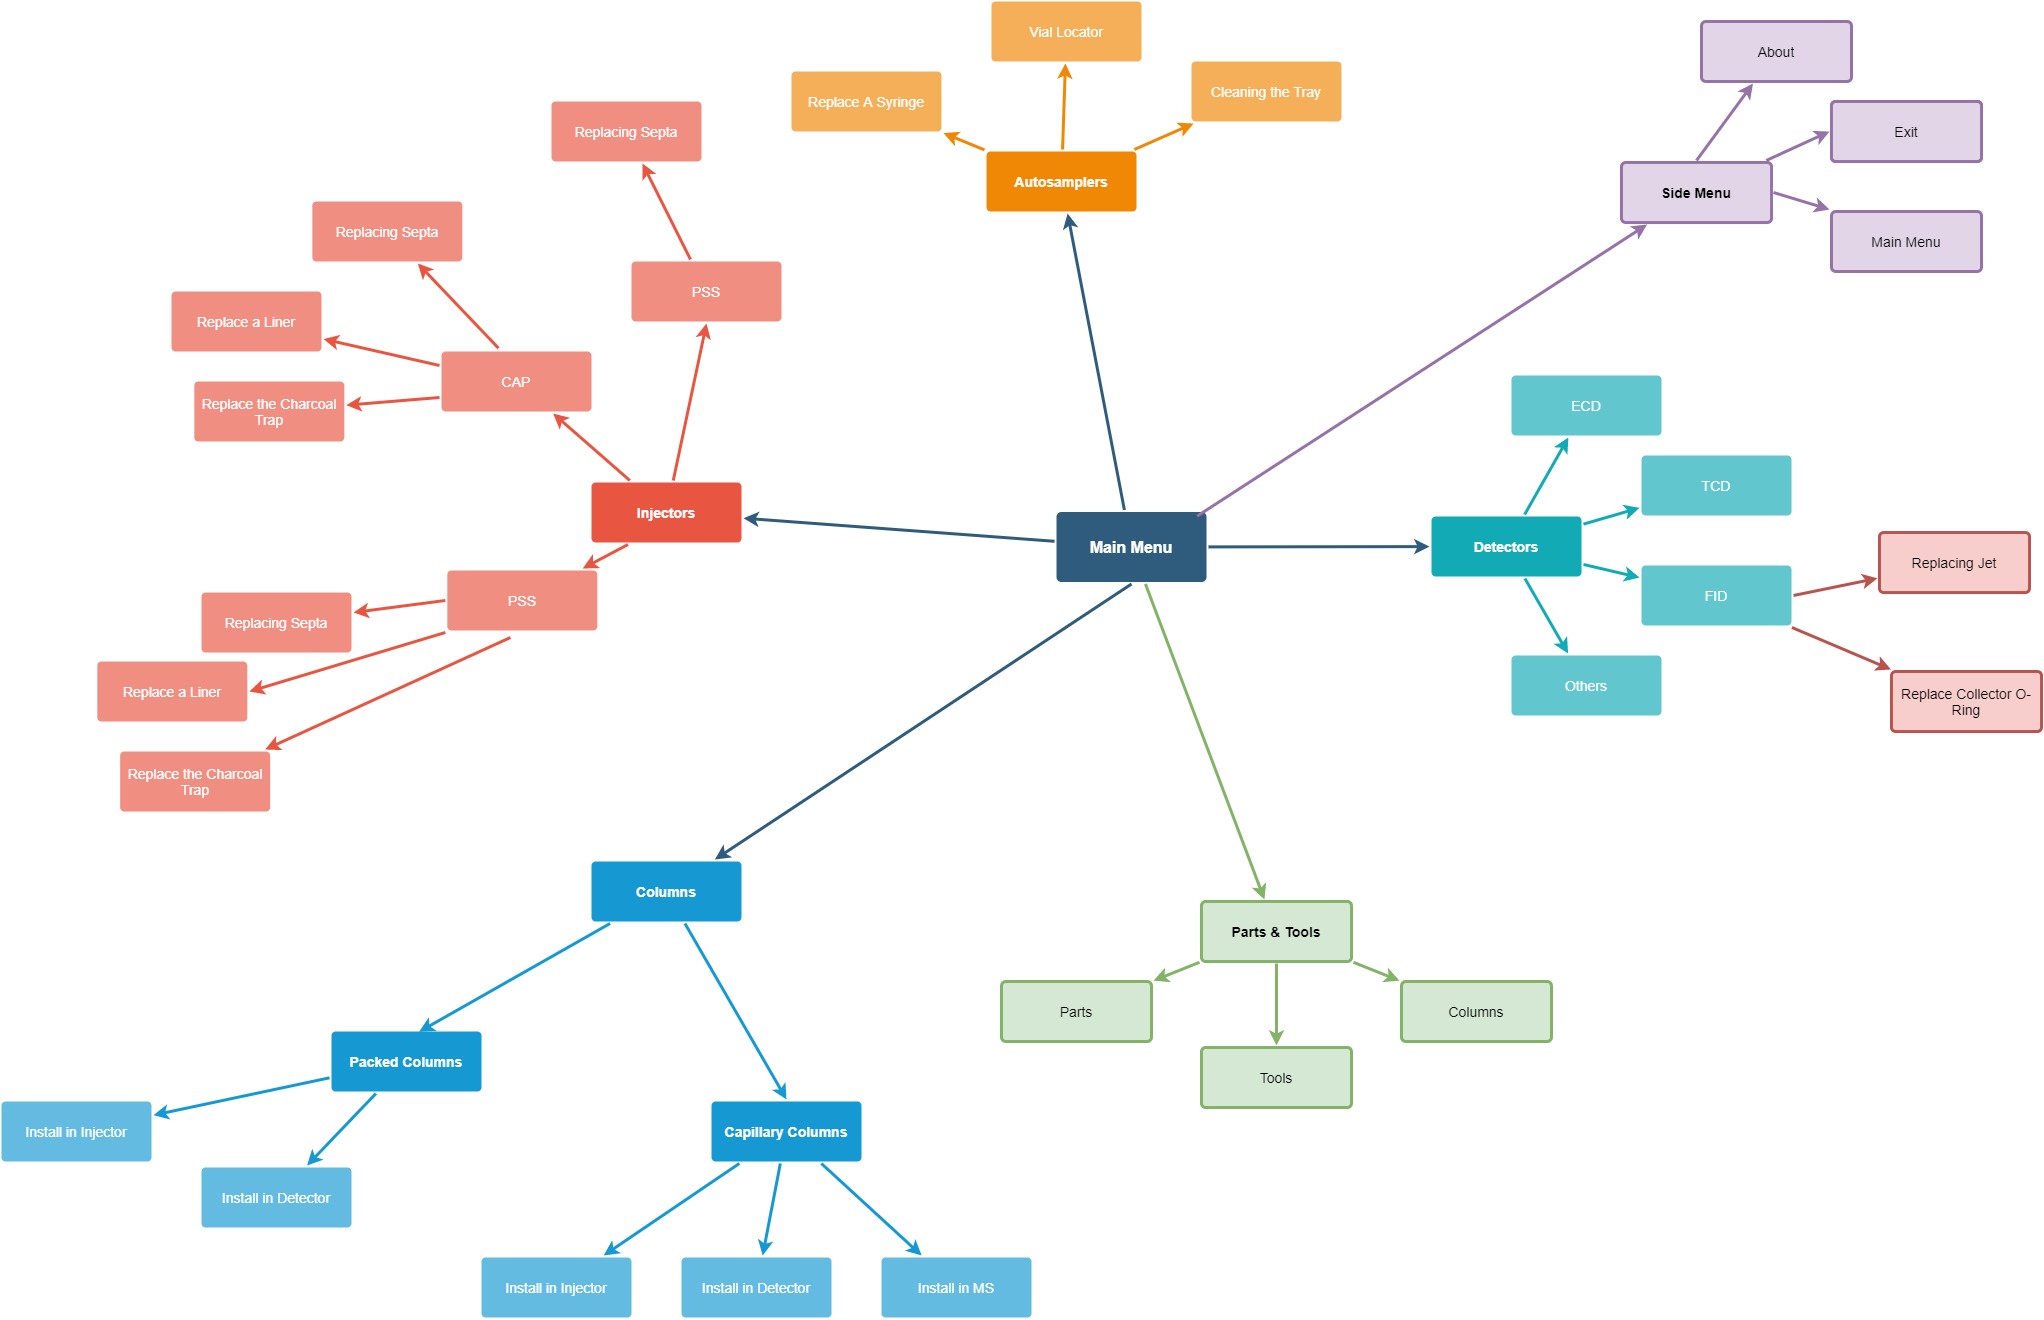 Vial Locator
About
Replace A Syringe
Cleaning the Tray
Replacing Septa
Exit
Autosamplers
Side Menu
Replacing Septa
Main Menu
PSS
Replace a Liner
CAP
Replace the Charcoal
Trap
ECD
TCD
Injectors
Main Menu
Detectors
Replacing Jet
FID
PSS
Replacing Septa
Replace a Liner
Others
Replace Collector O-
Ring
Replace the Charcoal
Trap
Columns
Parts & Tools
Parts
Columns
Packed Columns
Tools
Install in Injector
Capillary Columns
Install in Detector
Install in Injector
Install in Detector
Install in MS